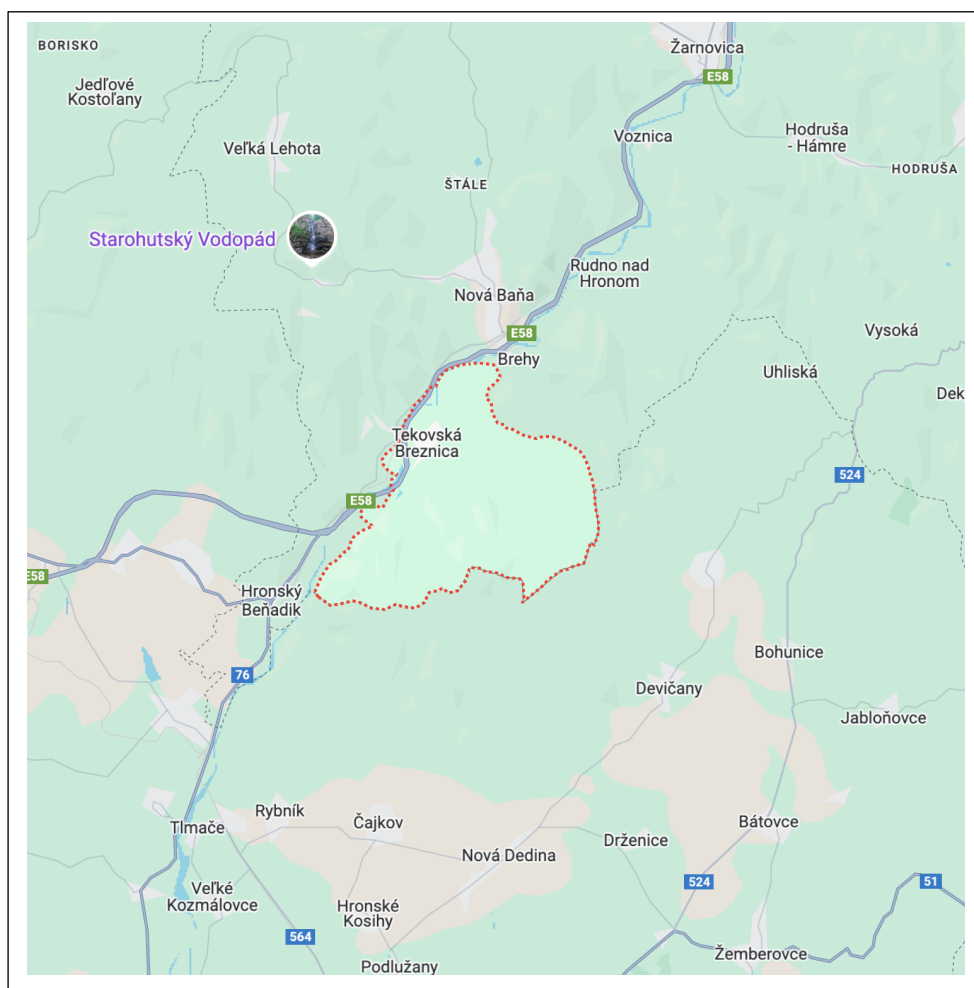 BORISKO
Žarnovica
Jedľové
Kostoľany
E58
Voznica
Hodruša
- Hámre
Veľká Lehota
HODRUŠA
ŠTÁLE
Starohutský Vodopád
Rudno nad
Hronom
Nová Baňa
E58
Vysoká
Brehy
Uhliská
Dek
Tekovská
Breznica
524
E58
E58
Hronský
Beňadik
Bohunice
76
Devičany
Jabloňovce
Rybník
Čajkov
Tlmače
Bátovce
Drženice
Nová Dedina
524
51
Veľké
Kozmálovce
Hronské
Kosihy
564
Žemberovce
Podlužany